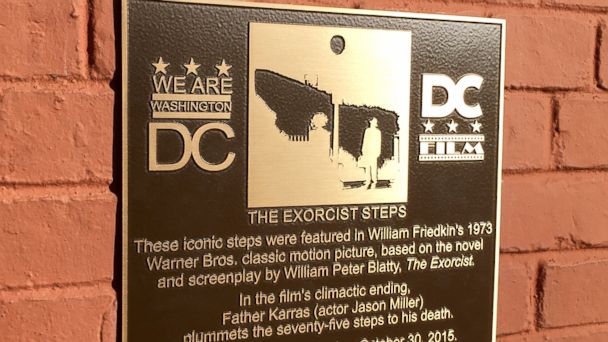 WE ARE
WASHINGTON
DC
DC
FILM
THE EXORCIST STEPS
These iconic steps were featured in William Friedkin's 1973
Warner Bros. classic motion picture, based on the novel
and screenplay by William Peter Blatty, The Exorcist.
In the film's climactic ending,
Father Karras (actor Jason Miller)
plummets the seventy-five steps to his death.
October 30, 2015.